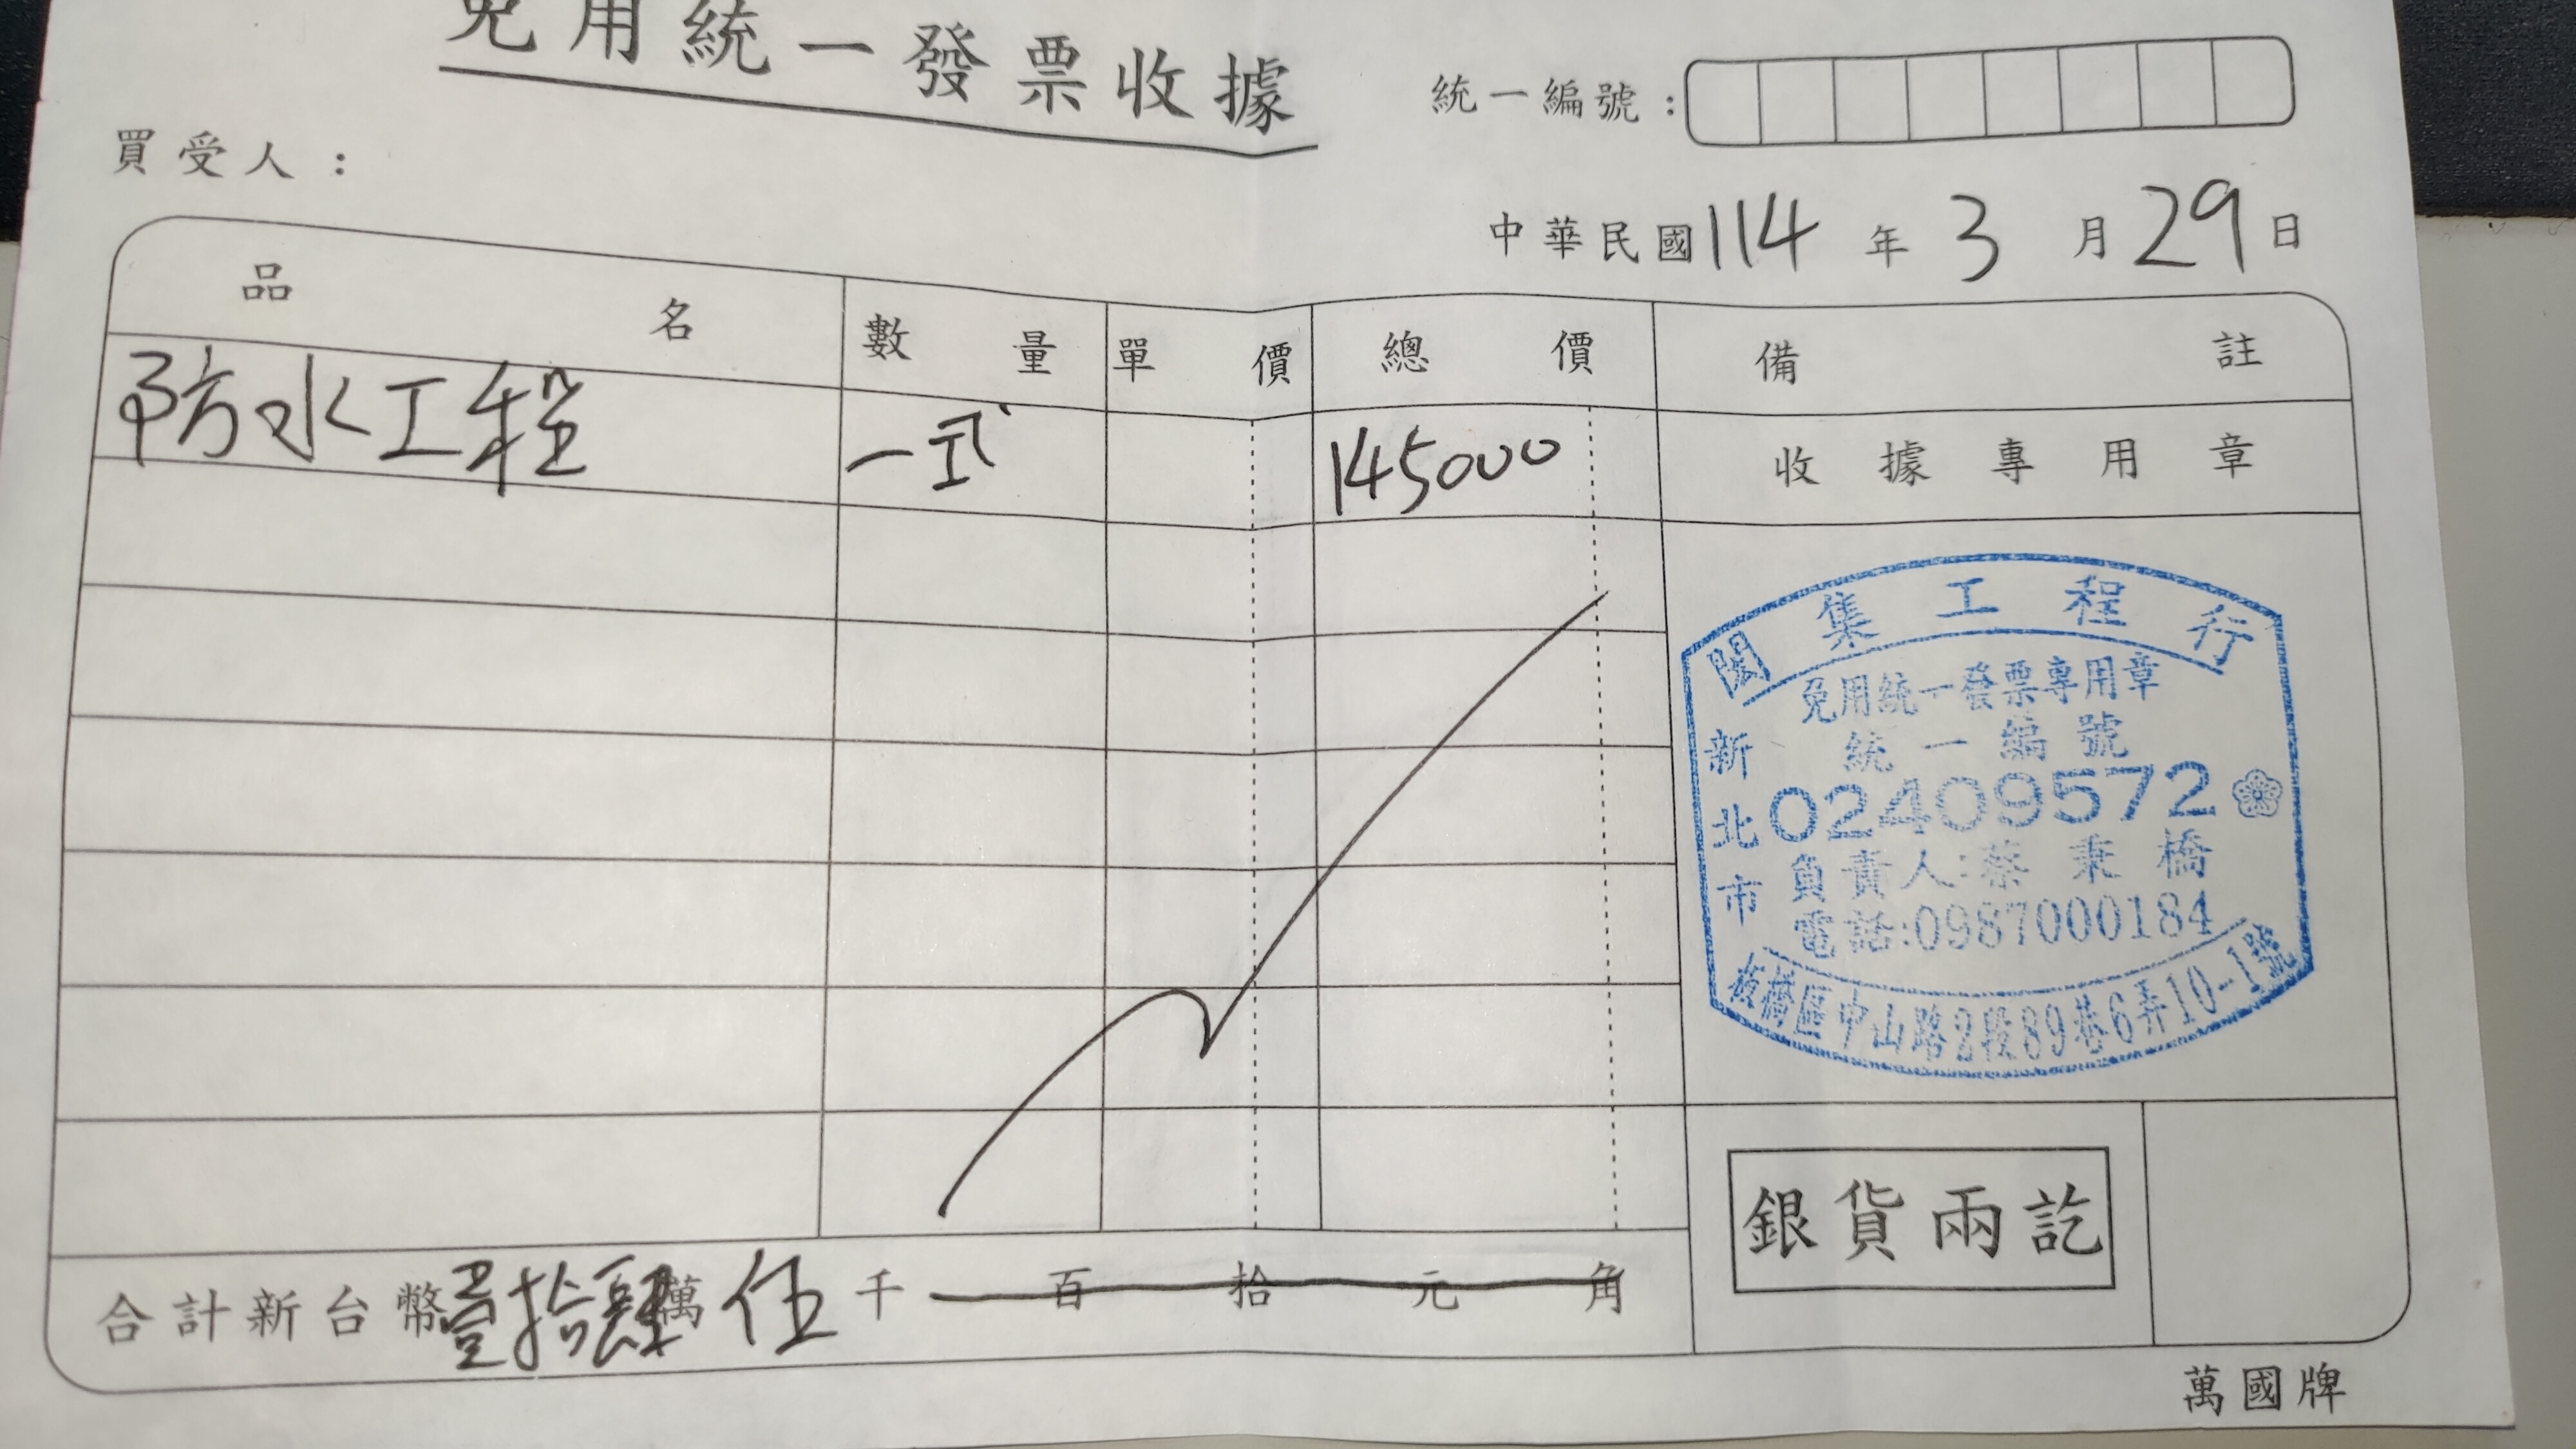 免用統一發票收據
統一編號：
買受人：
中華民國114年3月29日
品名 數量 單價 總價 備註
防水工程 一式 145000 收據專用章
閎集工程行
免用統一發票專用章
統一編號
02409572
負責人:蔡秉橋
電話:0987000184
新北市
板橋區中山路2段89巷6弄10-1號
銀貨兩訖
合計新台幣壹拾肆萬伍千百拾元角
萬國牌